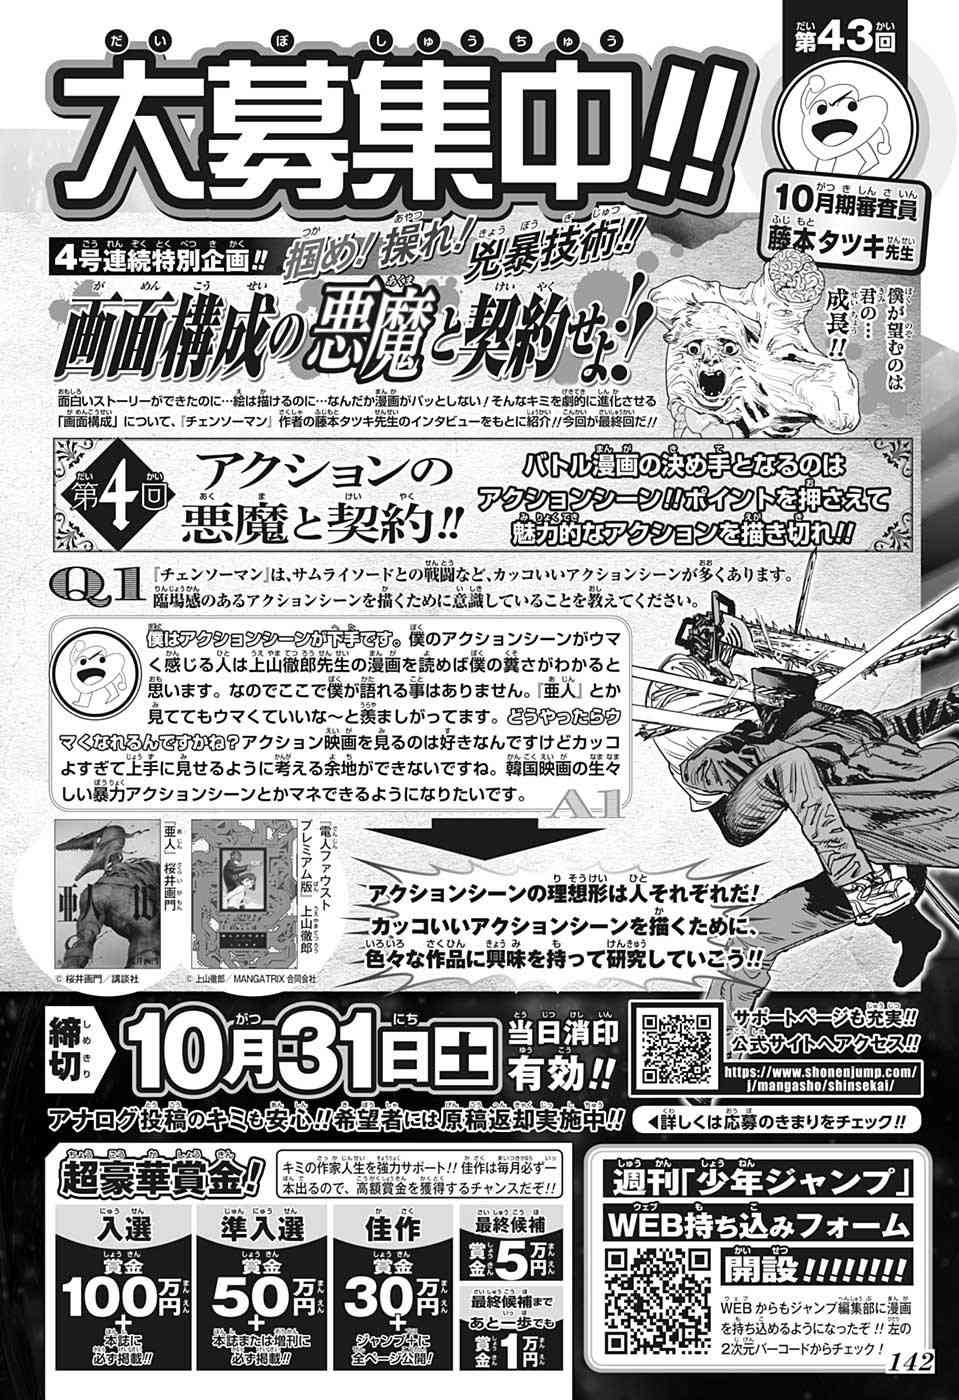 第43回
大募集中!!
10月期審査員
藤本タツキ先生
4号連続特別企画!!
掴め!操れ!兇暴技術!!
画面構成の悪魔と契約せよ!!
僕が望むのは
君の…
成長!!
面白いストーリーができたのに…絵は描けるのに…なんだか漫画がパッとしない!そんなキミを劇的に進化させる
「画面構成」について、『チェンソーマン』作者の藤本タツキ先生のインタビューをもとに紹介!!今回が最終回だ!!
第4回
アクションの
悪魔と契約!!
バトル漫画の決め手となるのは
アクションシーン!!ポイントを押さえて
魅力的なアクションを描き切れ!!
Q1
『チェンソーマン』は、サムライソードとの戦闘など、カッコいいアクションシーンが多くあります。
臨場感のあるアクションシーンを描くために意識していることを教えてください。
僕はアクションシーンが下手です。僕のアクションシーンがウマ
く感じる人は上山徹郎先生の漫画を読めば僕の糞さがわかると
思います。なのでここで僕が語れる事はありません。『亜人』とか
見ててもウマくていいな〜と羨ましがってます。どうやったらウ
マくなれるんですかね?アクション映画を見るのは好きなんですけどカッコ
よすぎて上手に見せるように考える余地ができないですね。韓国映画の生々
しい暴力アクションシーンとかマネできるようになりたいです。
A1
『亜人』桜井画門
亜人
© 桜井画門/講談社
『電人ファウスト
プレミアム版』上山徹郎
© 上山徹郎/MANGATRIX 合同会社
アクションシーンの理想形は人それぞれだ!
カッコいいアクションシーンを描くために、
色々な作品に興味を持って研究していこう!!
締切
10月31日土
当日消印
有効!!
サポートページも充実!!
公式サイトへアクセス!!
https://www.shonenjump.com/
j/mangasho/shinsekai/
アナログ投稿のキミも安心!!希望者には原稿返却実施中!!
◀詳しくは応募のきまりをチェック!!
超豪華賞金!
キミの作家人生を強力サポート!!佳作は毎月必ず一
本出るので、高額賞金を獲得するチャンスだぞ!!
入選
賞金
100万円
+
本誌に
必ず掲載!!
準入選
賞金
50万円
+
本誌または増刊に
必ず掲載!!
佳作
賞金
30万円
+
ジャンプ+に
全ページ公開!
最終候補
賞金5万円
最終候補まで
あと一歩でも
賞金1万円
週刊「少年ジャンプ」
WEB持ち込みフォーム
開設!!!!!!!!
WEBからもジャンプ編集部に漫画
を持ち込めるようになったぞ!!左の
2次元バーコードからチェック!
142